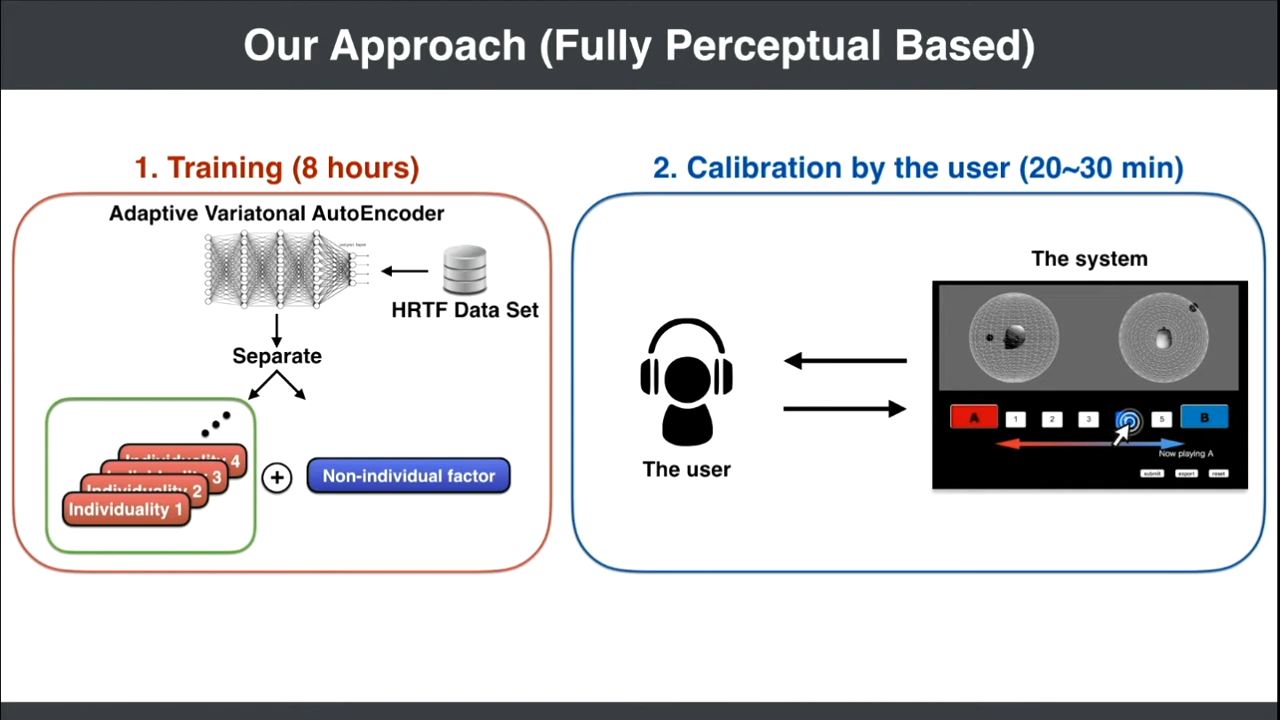 Our Approach (Fully Perceptual Based)
1. Training (8 hours)
Adaptive Variatonal AutoEncoder
HRTF Data Set
Separate
Individuality 4
Individuality 3
Individuality 2
Individuality 1
+
Non-individual factor
2. Calibration by the user (20~30 min)
The system
The user
A 1 2 3 5 B
Now playing A
submit export reset